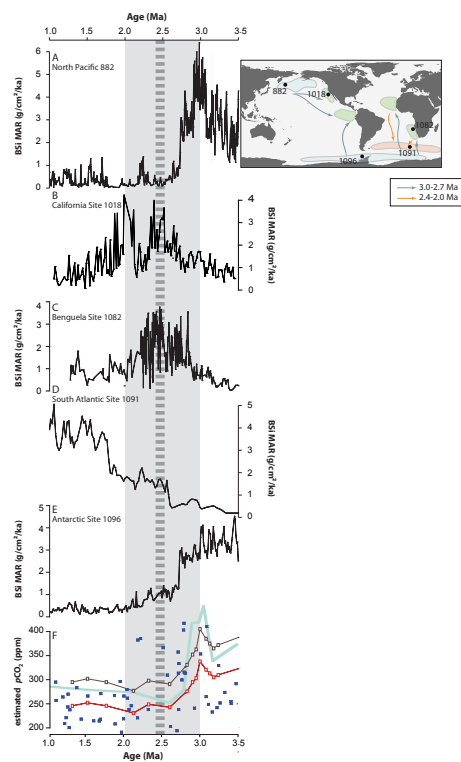 Age (Ma)
1.0 1.5 2.0 2.5 3.0 3.5
A
North Pacific 882
BSi MAR (g/cm²/ka)
6
5
4
3
2
1
0
882
1018
1082
1091
1096
3.0-2.7 Ma
2.4-2.0 Ma
B
California Site 1018
BSi MAR (g/cm²/ka)
4
3
2
1
0
C
Benguela Site 1082
BSi MAR (g/cm²/ka)
4
3
2
1
0
D
South Atlantic Site 1091
BSi MAR (g/cm²/ka)
5
4
3
2
1
0
E
Antarctic Site 1096
BSi MAR (g/cm²/ka)
5
4
3
2
1
0
F
estimated pCO₂ (ppm)
400
350
300
250
200
1.0 1.5 2.0 2.5 3.0 3.5
Age (Ma)